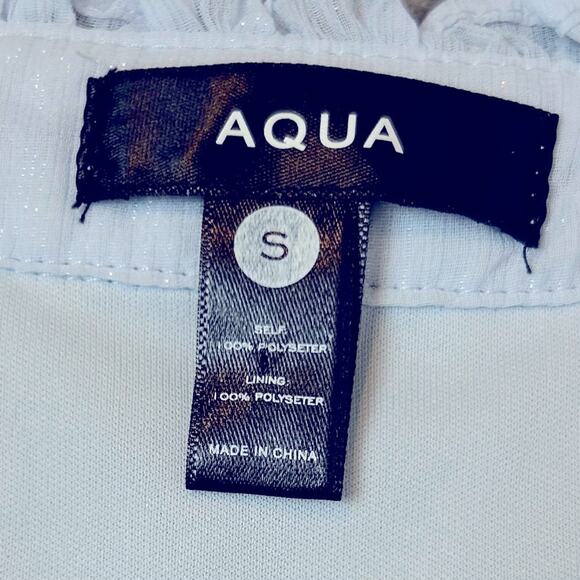 AQUA
S
SELF:
100% POLYSETER
LINING:
100% POLYSETER
MADE IN CHINA